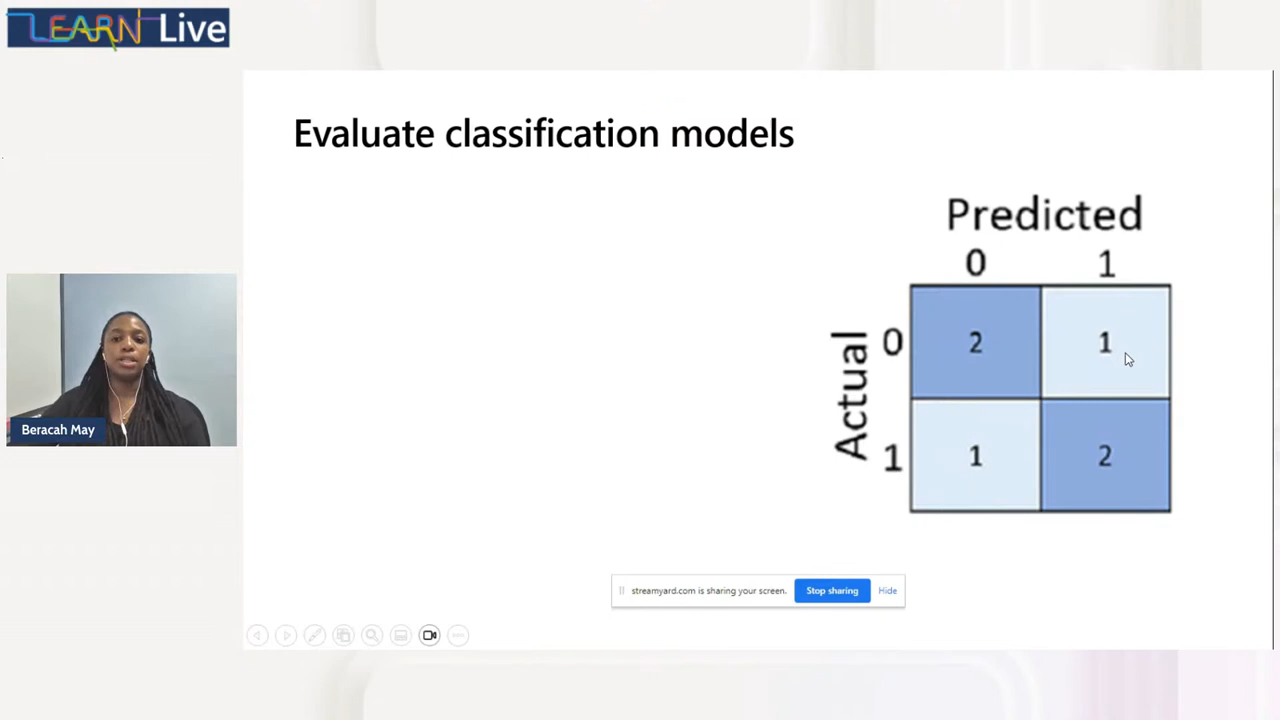 LEARN Live
Evaluate classification models
Predicted
0 1
Actual
0 2 1
1 1 2
Beracah May
streamyard.com is sharing your screen. Stop sharing Hide